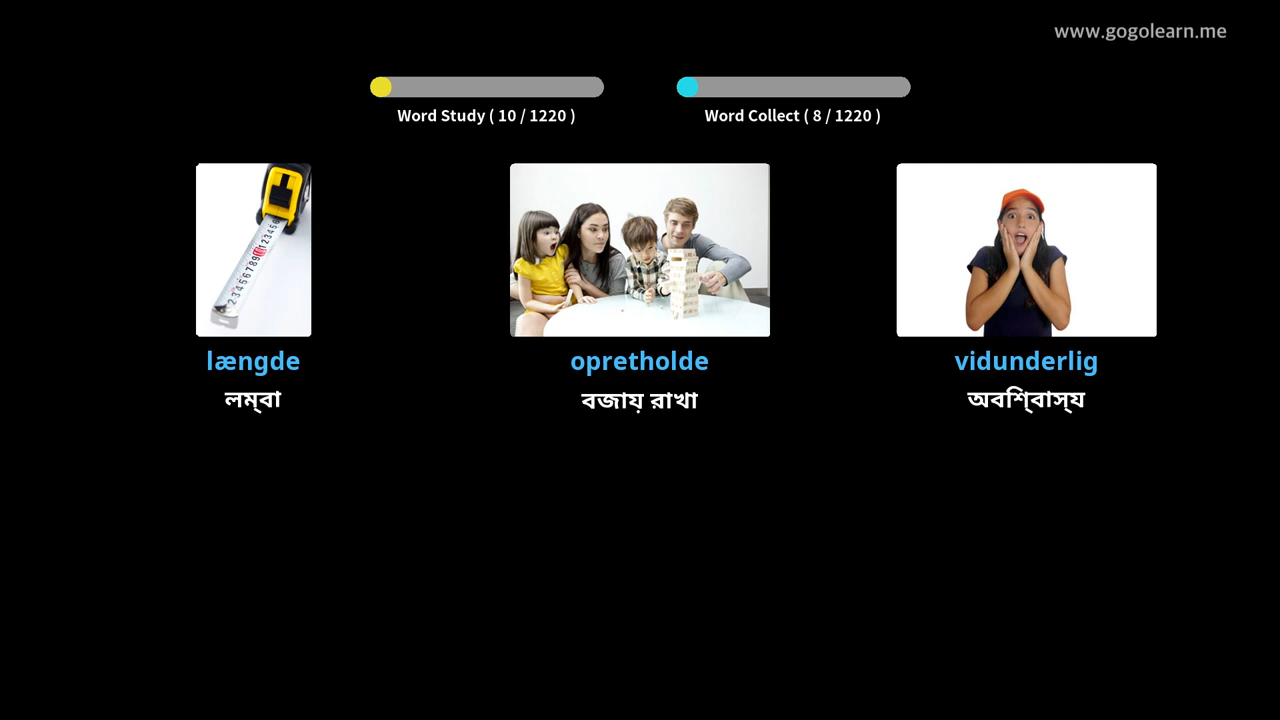 www.gogolearn.me
Word Study ( 10 / 1220 )
Word Collect ( 8 / 1220 )
længde
opretholde
vidunderlig
লম্বা
বজায় রাখা
অবিশ্বাস্য